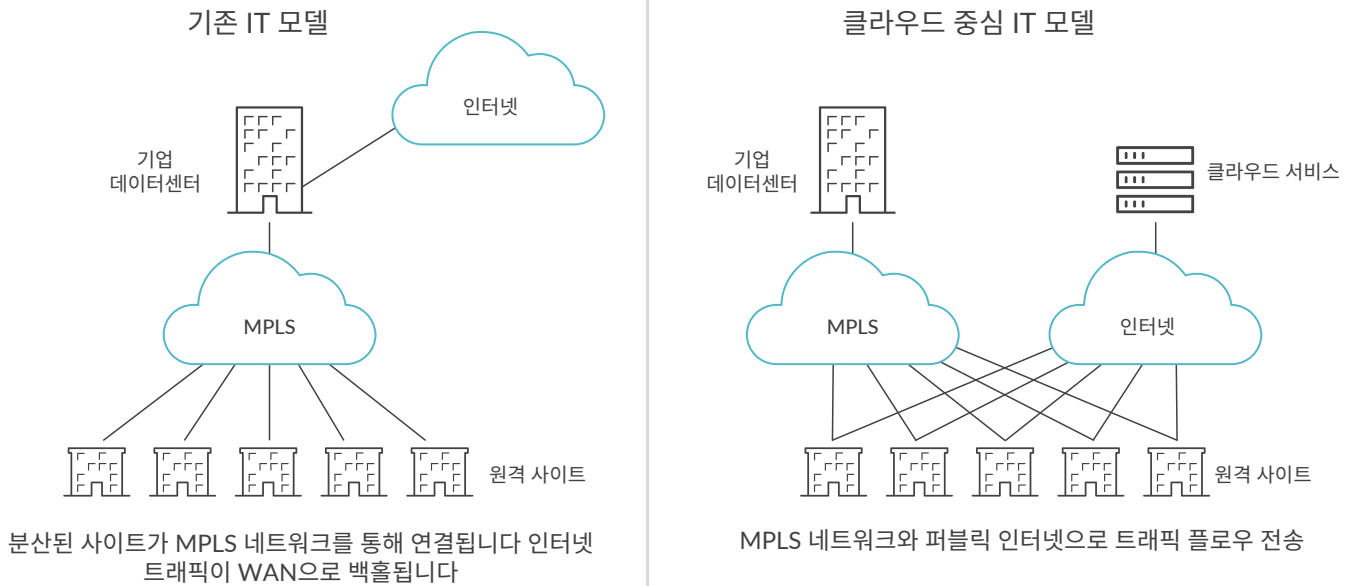 기존 IT 모델
인터넷
기업
데이터센터
MPLS
원격 사이트
분산된 사이트가 MPLS 네트워크를 통해 연결됩니다 인터넷
트래픽이 WAN으로 백홀됩니다
클라우드 중심 IT 모델
기업
데이터센터
클라우드 서비스
MPLS
인터넷
원격 사이트
MPLS 네트워크와 퍼블릭 인터넷으로 트래픽 플로우 전송